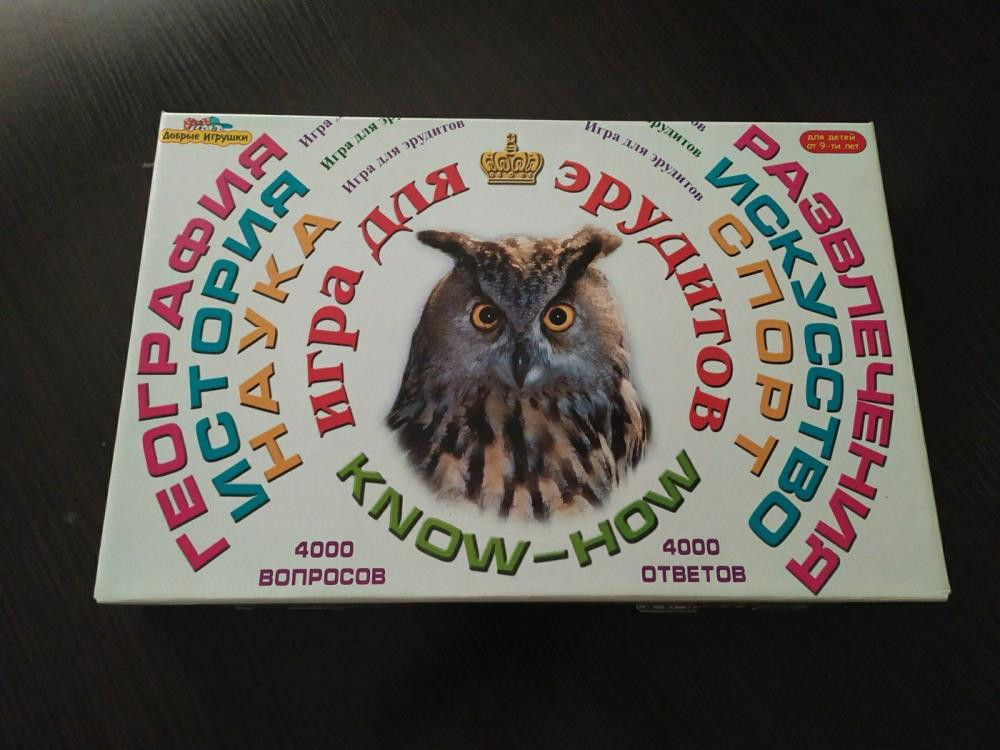 Добрые Игрушки
Игра
Игра для
Игра для эрудитов
эрудитов
Игра для эрудитов
для детей
от 9-ти лет
ГЕОГРАФИЯ
ИСТОРИЯ
НАУКА
игра для эрудитов
KNOW-HOW
СПОРТ
ИСКУССТВО
РАЗВЛЕЧЕНИЯ
4000
ВОПРОСОВ
4000
ОТВЕТОВ